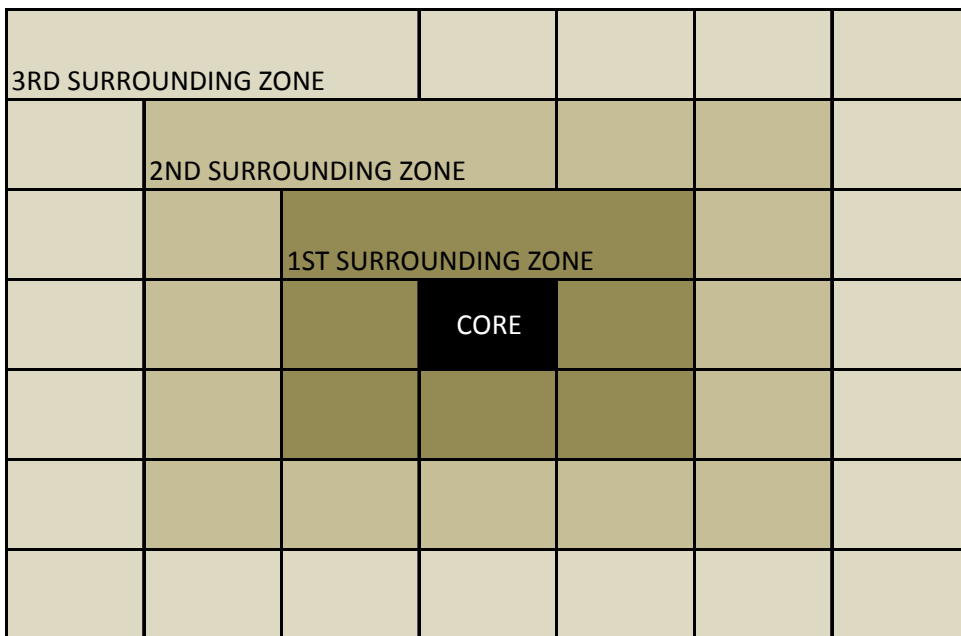 3RD SURROUNDING ZONE
2ND SURROUNDING ZONE
1ST SURROUNDING ZONE
CORE